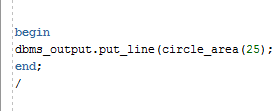 begin
dbms_output.put_line(circle_area(25);
end;
/